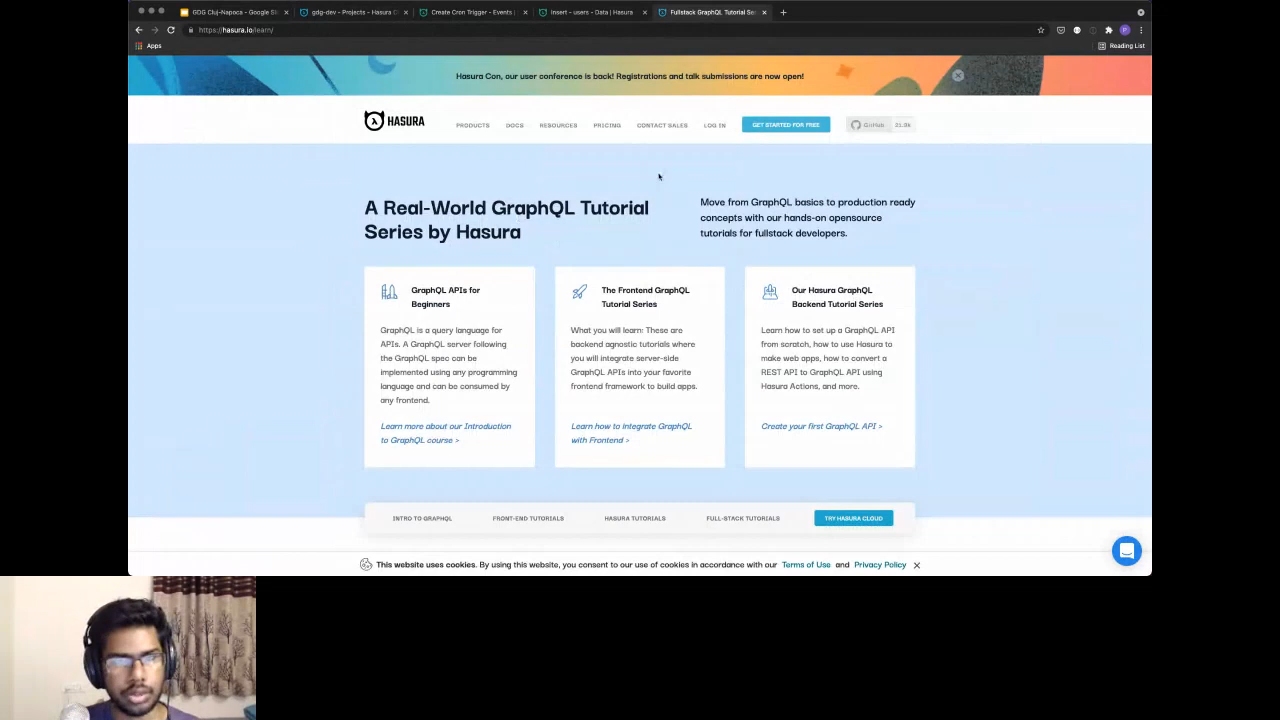 GDG Cluj-Napoca - Google Sli
gdg-dev - Projects - Hasura C
Create Cron Trigger - Events |
Insert - users - Data | Hasura
Fullstack GraphQL Tutorial Se
https://hasura.io/learn/
P
Apps
Reading List
Hasura Con, our user conference is back! Registrations and talk submissions are now open!
HASURA
PRODUCTS
DOCS
RESOURCES
PRICING
CONTACT SALES
LOG IN
GET STARTED FOR FREE
GitHub
A Real-World GraphQL Tutorial
Series by Hasura
Move from GraphQL basics to production ready
concepts with our hands-on opensource
tutorials for fullstack developers.
GraphQL APIs for
Beginners
GraphQL is a query language for
APIs. A GraphQL server following
the GraphQL spec can be
implemented using any programming
language and can be consumed by
any frontend.
Learn more about our Introduction
to GraphQL course >
The Frontend GraphQL
Tutorial Series
What you will learn: These are
backend agnostic tutorials where
you will integrate server-side
GraphQL APIs into your favorite
frontend framework to build apps.
Learn how to integrate GraphQL
with Frontend >
Our Hasura GraphQL
Backend Tutorial Series
Learn how to set up a GraphQL API
from scratch, how to use Hasura to
make web apps, how to convert a
REST API to GraphQL API using
Hasura Actions, and more.
Create your first GraphQL API >
INTRO TO GRAPHQL
FRONT-END TUTORIALS
HASURA TUTORIALS
FULL-STACK TUTORIALS
TRY HASURA CLOUD
This website uses cookies. By using this website, you consent to our use of cookies in accordance with our Terms of Use and Privacy Policy